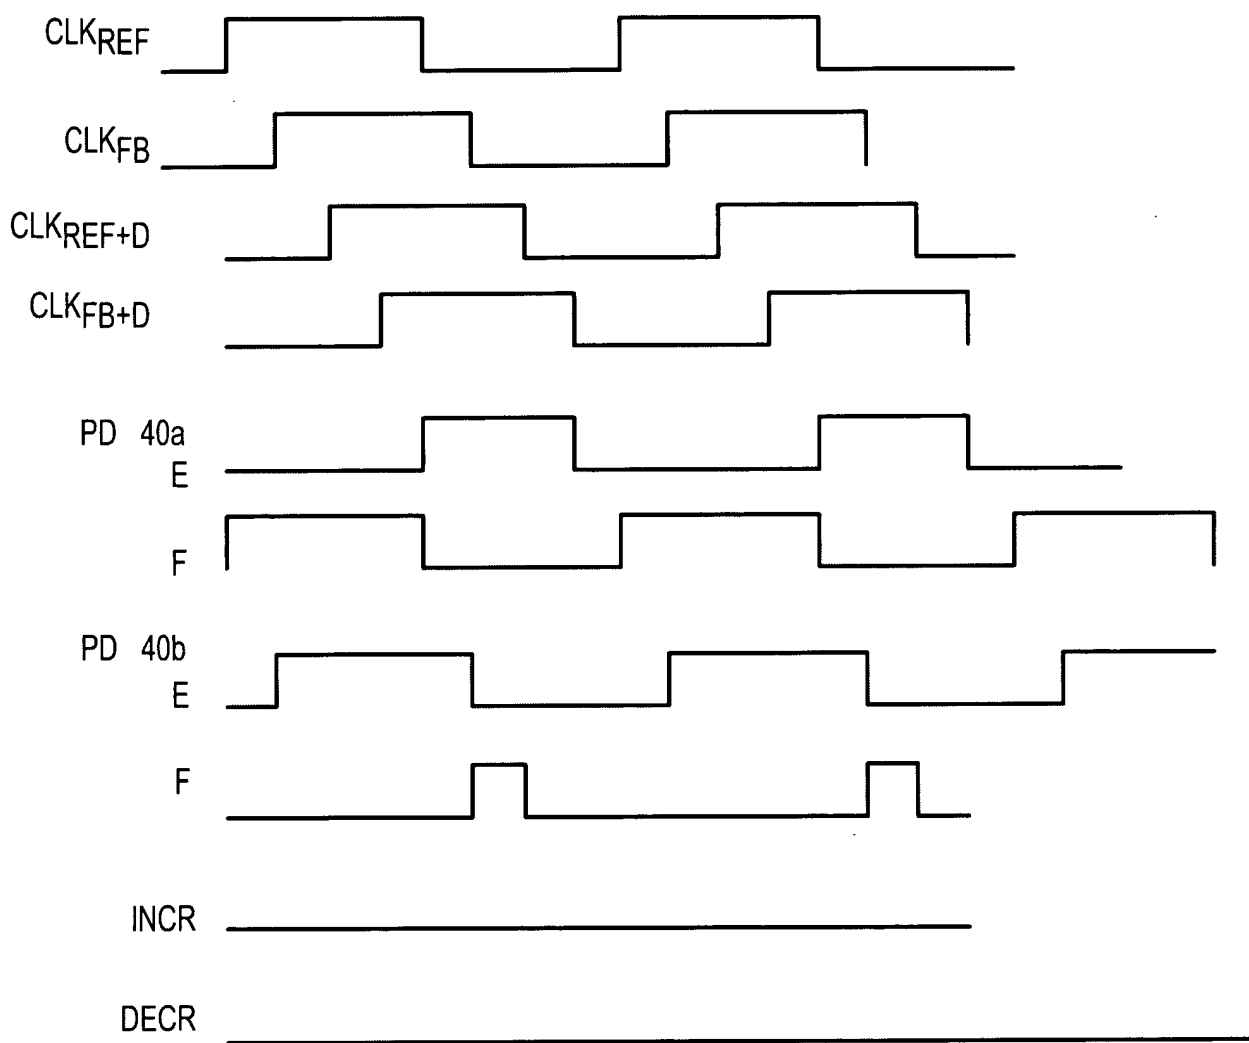 CLKREF
CLKFB
CLKREF+D
CLKFB+D
PD 40a
E
F
PD 40b
E
F
INCR
DECR